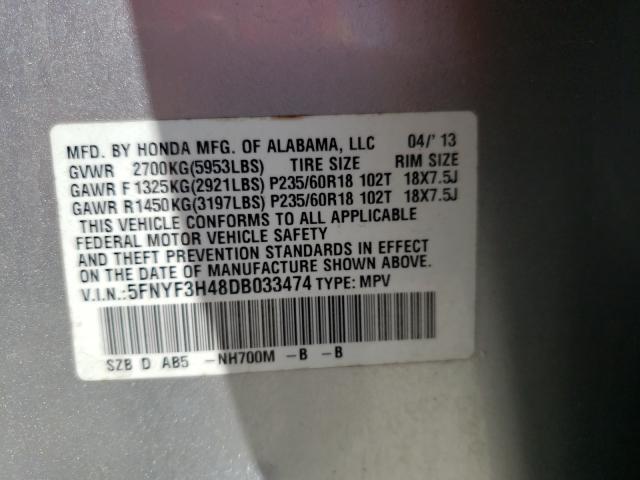 MFD. BY HONDA MFG. OF ALABAMA, LLC 04/'13
GVWR 2700KG(5953LBS) TIRE SIZE RIM SIZE
GAWR F1325KG(2921LBS) P235/60R18 102T 18X7.5J
GAWR R1450KG(3197LBS) P235/60R18 102T 18X7.5J
THIS VEHICLE CONFORMS TO ALL APPLICABLE
FEDERAL MOTOR VEHICLE SAFETY
AND THEFT PREVENTION STANDARDS IN EFFECT
ON THE DATE OF MANUFACTURE SHOWN ABOVE.
V.I.N.:5FNYF3H48DB033474 TYPE: MPV
SZB D AB5 -NH700M -B -B